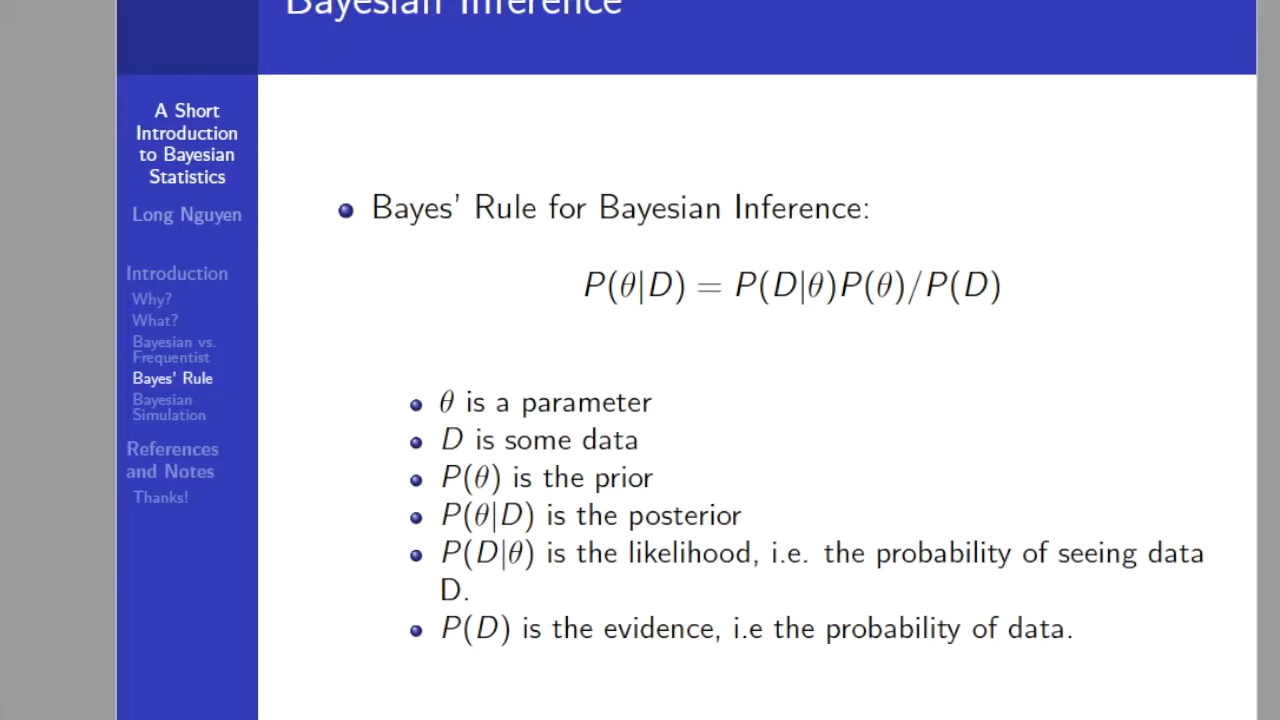 Bayesian Inference
A Short
Introduction
to Bayesian
Statistics
Long Nguyen
Introduction
Why?
What?
Bayesian vs.
Frequentist
Bayes' Rule
Bayesian
Simulation
References
and Notes
Thanks!
Bayes' Rule for Bayesian Inference:
P(θ|D) = P(D|θ)P(θ)/P(D)
θ is a parameter
D is some data
P(θ) is the prior
P(θ|D) is the posterior
P(D|θ) is the likelihood, i.e. the probability of seeing data
D.
P(D) is the evidence, i.e the probability of data.